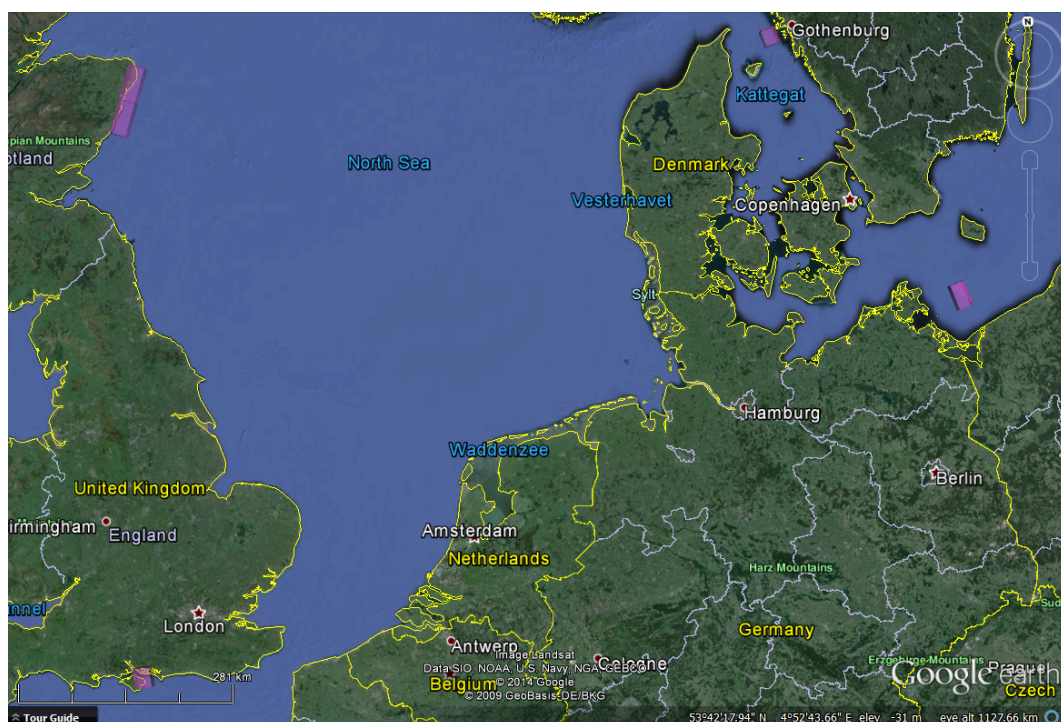 N
Gothenburg
Kattegat
pian Mountains
otland
North Sea
Denmark
Vesterhavet
Copenhagen
Sylt
Hamburg
Waddenzee
Berlin
United Kingdom
irmingham
England
Amsterdam
Netherlands
Harz Mountains
annel
Sud
London
Germany
Antwerp
Image Landsat
Cologne
Erzgebirge Mountains
Prague
Data SIO, NOAA, U.S. Navy, NGA, GEBCO
281 km
Belgium
© 2014 Google
Google earth
Czech
© 2009 GeoBasis-DE/BKG
Tour Guide
53°42'17.94" N 4°52'43.66" E elev -31 m eye alt 1127.66 km